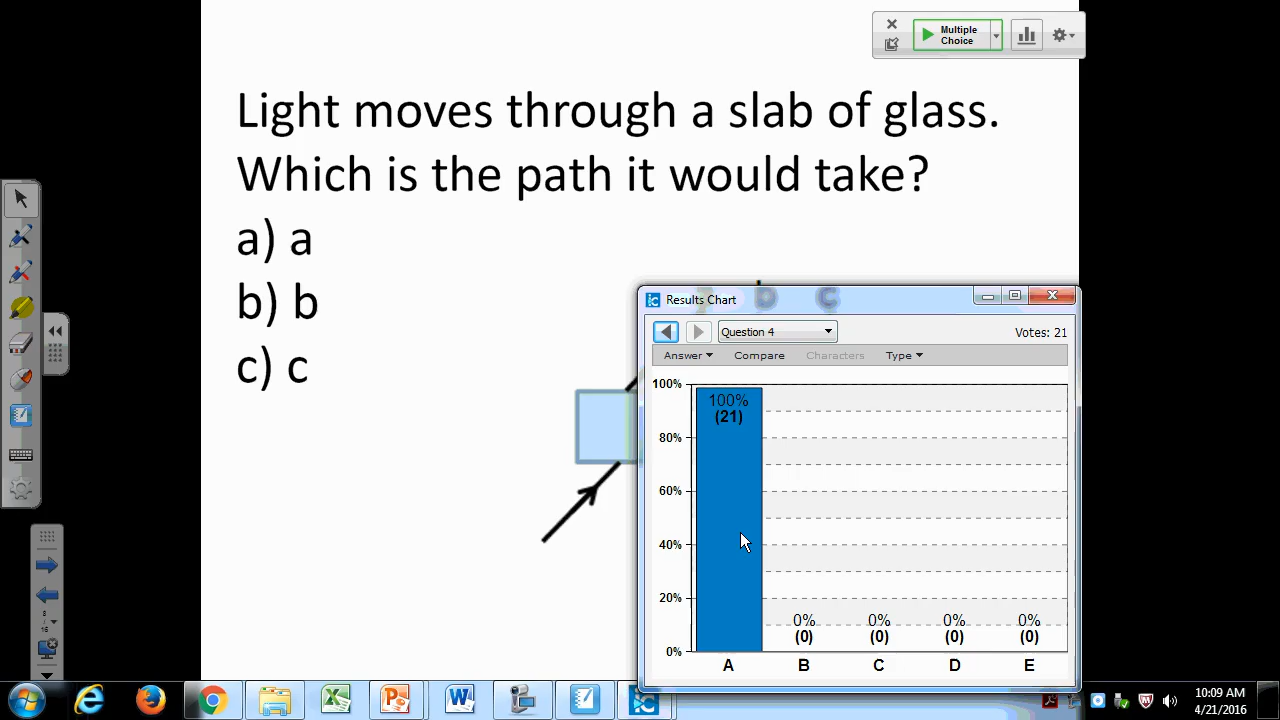 Multiple
Choice
Light moves through a slab of glass.
Which is the path it would take?
a) a
b) b
c) c
b c
Results Chart
Question 4
Votes: 21
Answer Compare Characters Type
100%
80%
60%
40%
20%
0%
100% 0% 0% 0% 0%
(21) (0) (0) (0) (0)
A B C D E
10:09 AM
4/21/2016